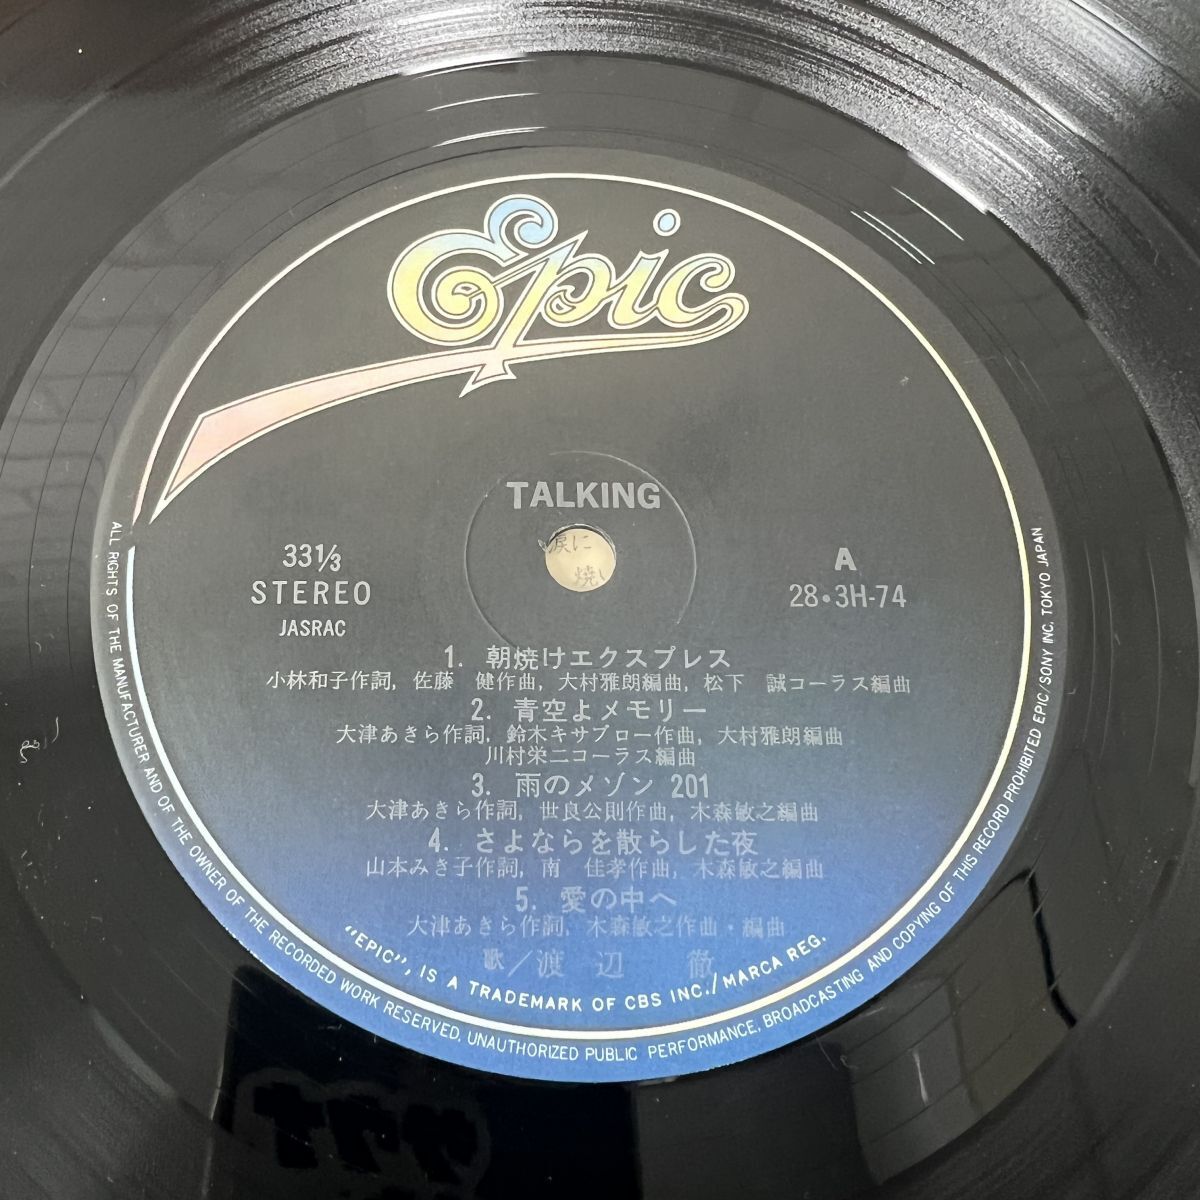 Epic
TALKING
涙に
焼い
33⅓
STEREO
JASRAC
A
28・3H-74
1. 朝焼けエクスプレス
小林和子作詞, 佐藤 健作曲, 大村雅朗編曲, 松下 誠コーラス編曲
2. 青空よメモリー
大津あきら作詞, 鈴木キサブロー作曲, 大村雅朗編曲
川村栄二コーラス編曲
3. 雨のメゾン 201
大津あきら作詞, 世良公則作曲, 木森敏之編曲
4. さよならを散らした夜
山本みき子作詞, 南 佳孝作曲, 木森敏之編曲
5. 愛の中へ
大津あきら作詞, 木森敏之作曲・編曲
歌/渡辺 徹
"EPIC", IS A TRADEMARK OF CBS INC./MARCA REG.
ALL RIGHTS OF THE MANUFACTURER AND OF THE OWNER OF THE RECORDED WORK RESERVED, UNAUTHORIZED PUBLIC PERFORMANCE, BROADCASTING AND COPYING OF THIS RECORD PROHIBITED EPIC/SONY INC. TOKYO JAPAN